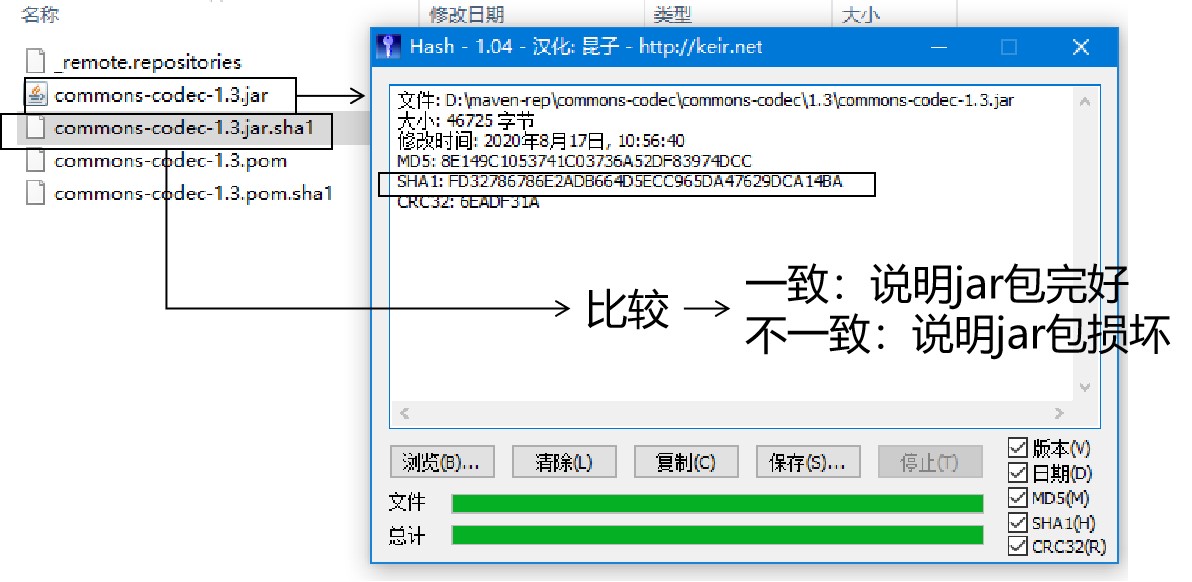 名称
修改日期
类型
大小
_remote.repositories
commons-codec-1.3.jar
commons-codec-1.3.jar.sha1
commons-codec-1.3.pom
commons-codec-1.3.pom.sha1
Hash - 1.04 - 汉化: 昆子 - http://keir.net
文件: D:\maven-rep\commons-codec\commons-codec\1.3\commons-codec-1.3.jar
大小: 46725 字节
修改时间: 2020年8月17日, 10:56:40
MD5: 8E149C1053741C03736A52DF83974DCC
SHA1: FD32786786E2ADB664D5ECC965DA47629DCA14BA
CRC32: 6EADF31A
比较
一致：说明jar包完好
不一致：说明jar包损坏
浏览(B)...
清除(L)
复制(C)
保存(S)...
停止(T)
文件
总计
版本(V)
日期(D)
MD5(M)
SHA1(H)
CRC32(R)